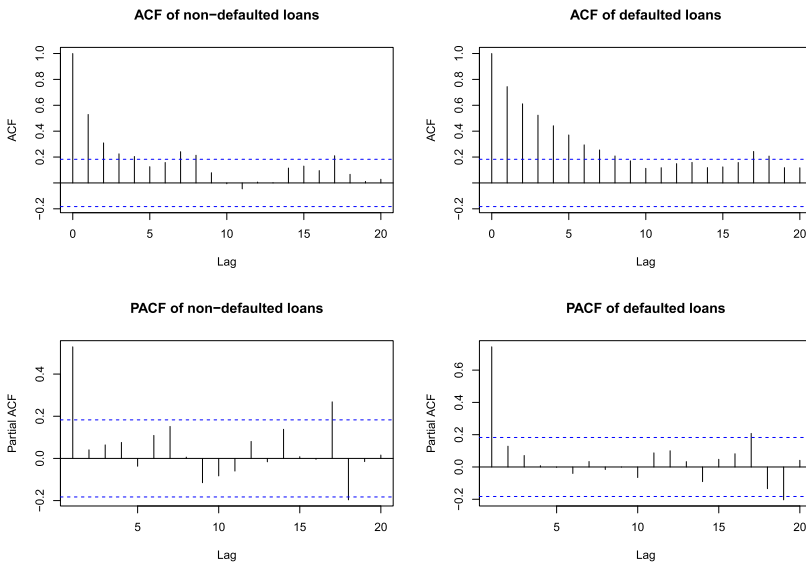 ACF of non−defaulted loans
ACF
−0.2 0.2 0.4 0.6 0.8 1.0
0 5 10 15 20
Lag
ACF of defaulted loans
ACF
−0.2 0.2 0.4 0.6 0.8 1.0
0 5 10 15 20
Lag
PACF of non−defaulted loans
Partial ACF
−0.2 0.0 0.2 0.4
5 10 15 20
Lag
PACF of defaulted loans
Partial ACF
−0.2 0.0 0.2 0.4 0.6
5 10 15 20
Lag